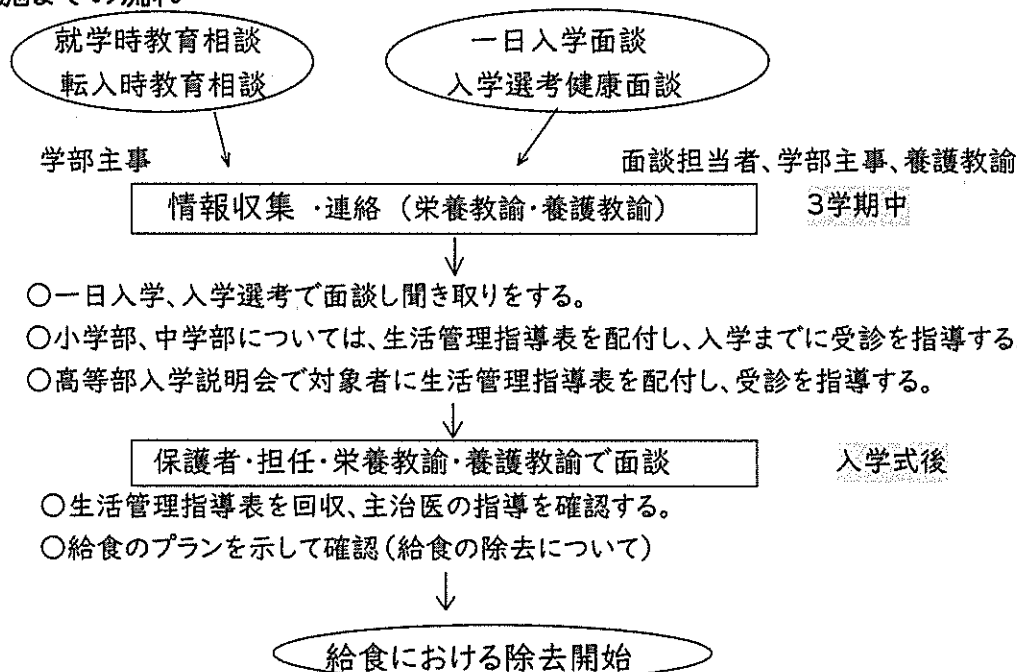 施までの流れ
就学時教育相談
転入時教育相談
一日入学面談
入学選考健康面談
学部主事
面談担当者、学部主事、養護教諭
情報収集・連絡（栄養教諭・養護教諭）
3学期中
○一日入学、入学選考で面談し聞き取りをする。
○小学部、中学部については、生活管理指導表を配付し、入学までに受診を指導する
○高等部入学説明会で対象者に生活管理指導表を配付し、受診を指導する。
保護者・担任・栄養教諭・養護教諭で面談
入学式後
○生活管理指導表を回収、主治医の指導を確認する。
○給食のプランを示して確認(給食の除去について)
給食における除去開始